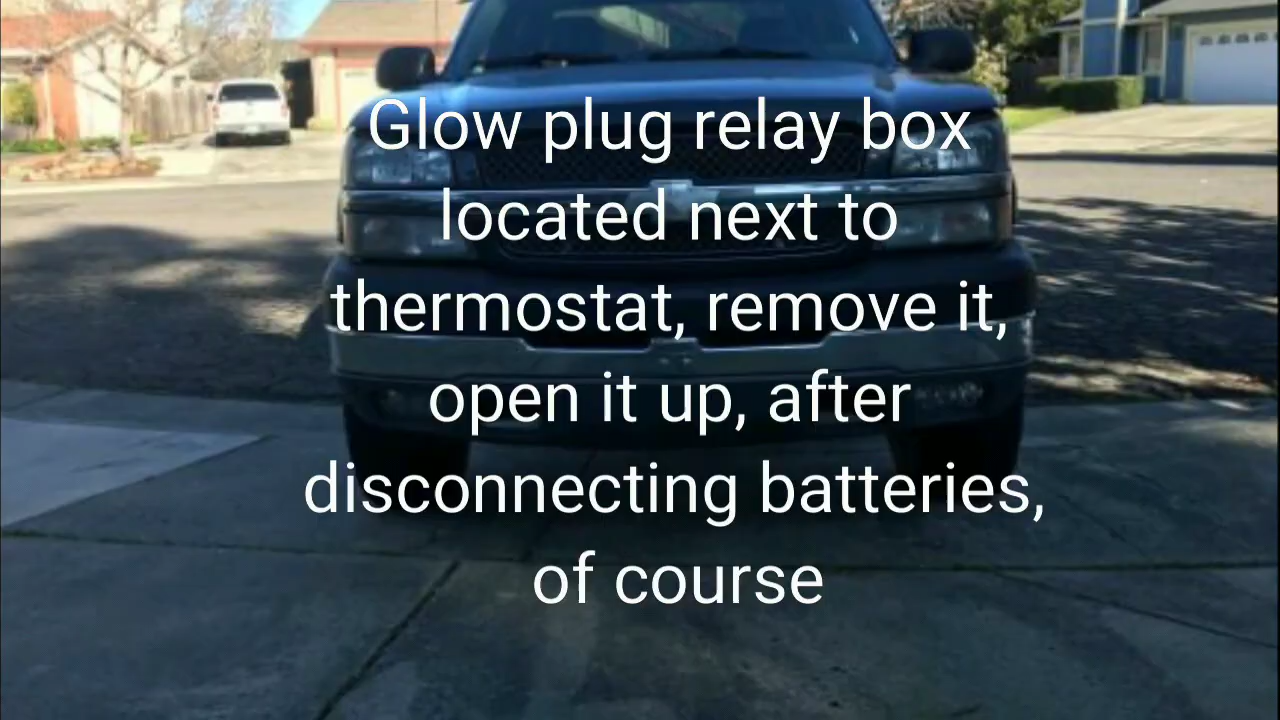 Glow plug relay box
located next to
thermostat, remove it,
open it up, after
disconnecting batteries,
of course